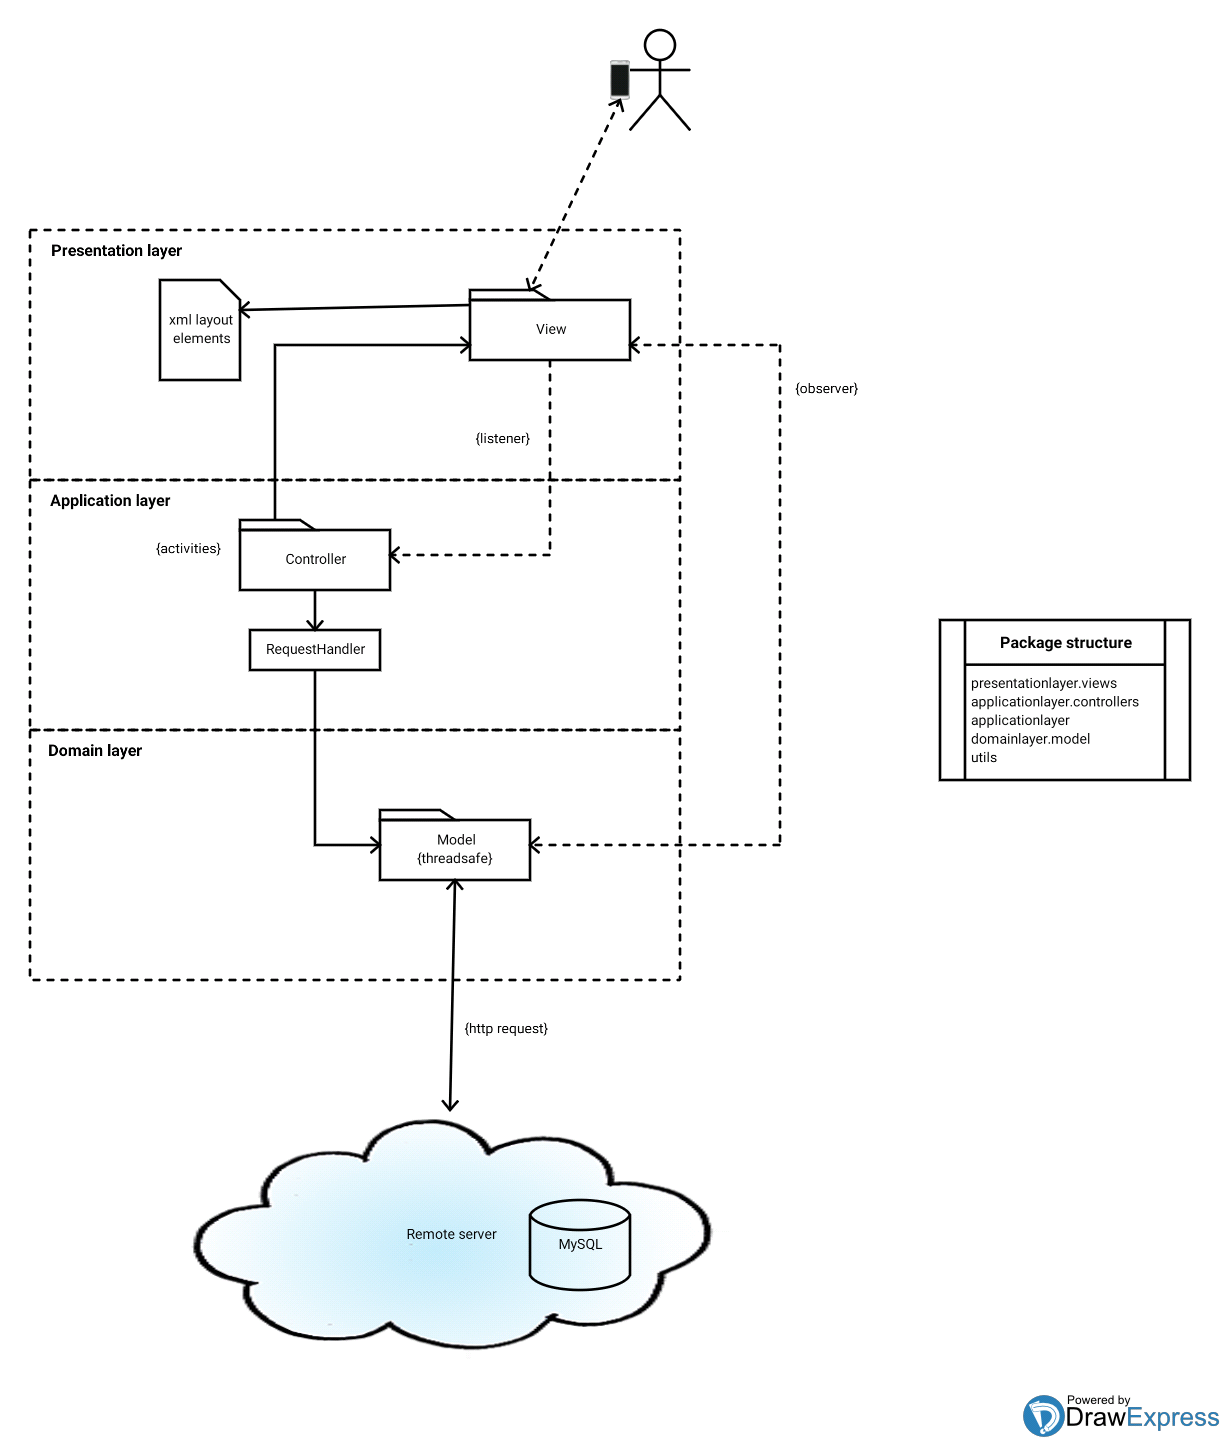 Presentation layer
xml layout
elements
View
{observer}
{listener}
Application layer
{activities}
Controller
RequestHandler
Package structure
presentationlayer.views
applicationlayer.controllers
applicationlayer
domainlayer.model
utils
Domain layer
Model
{threadsafe}
{http request}
Remote server
MySQL
Powered by
DrawExpress